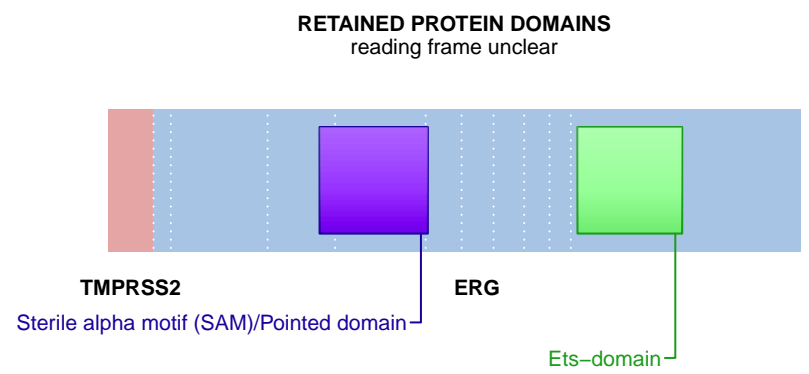 RETAINED PROTEIN DOMAINS
reading frame unclear
TMPRSS2
ERG
Sterile alpha motif (SAM)/Pointed domain
Ets−domain